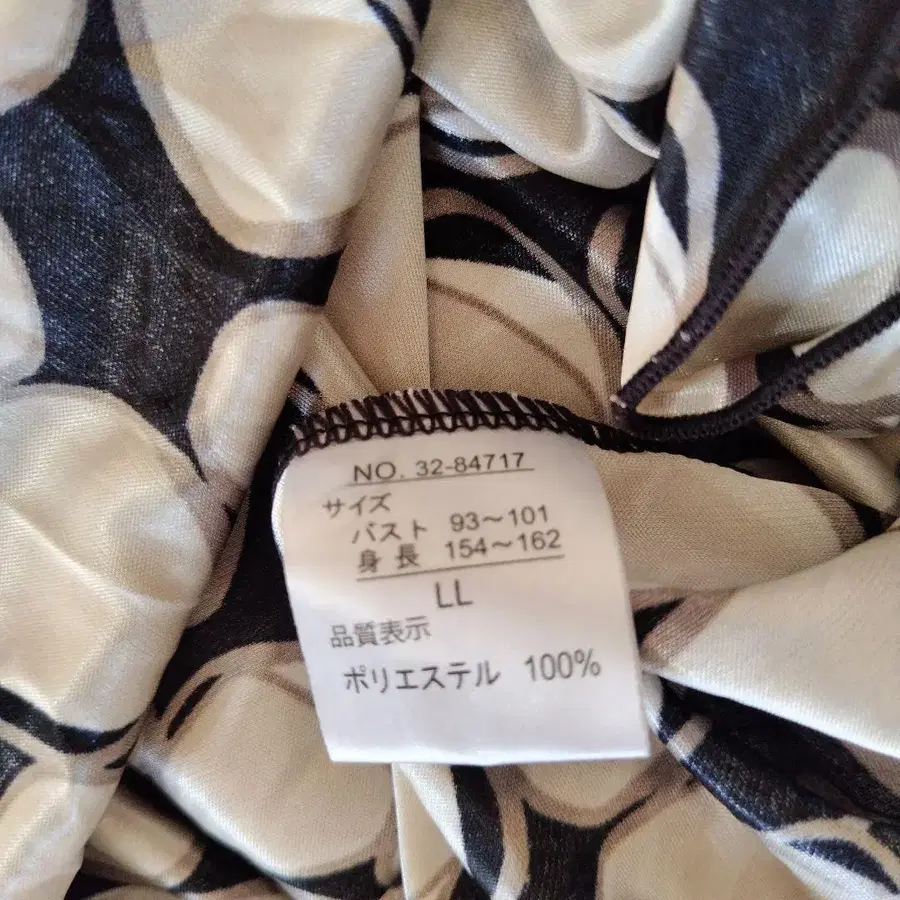 NO. 32-84717
サイズ
バスト 93～101
身長 154～162
LL
品質表示
ポリエステル 100%